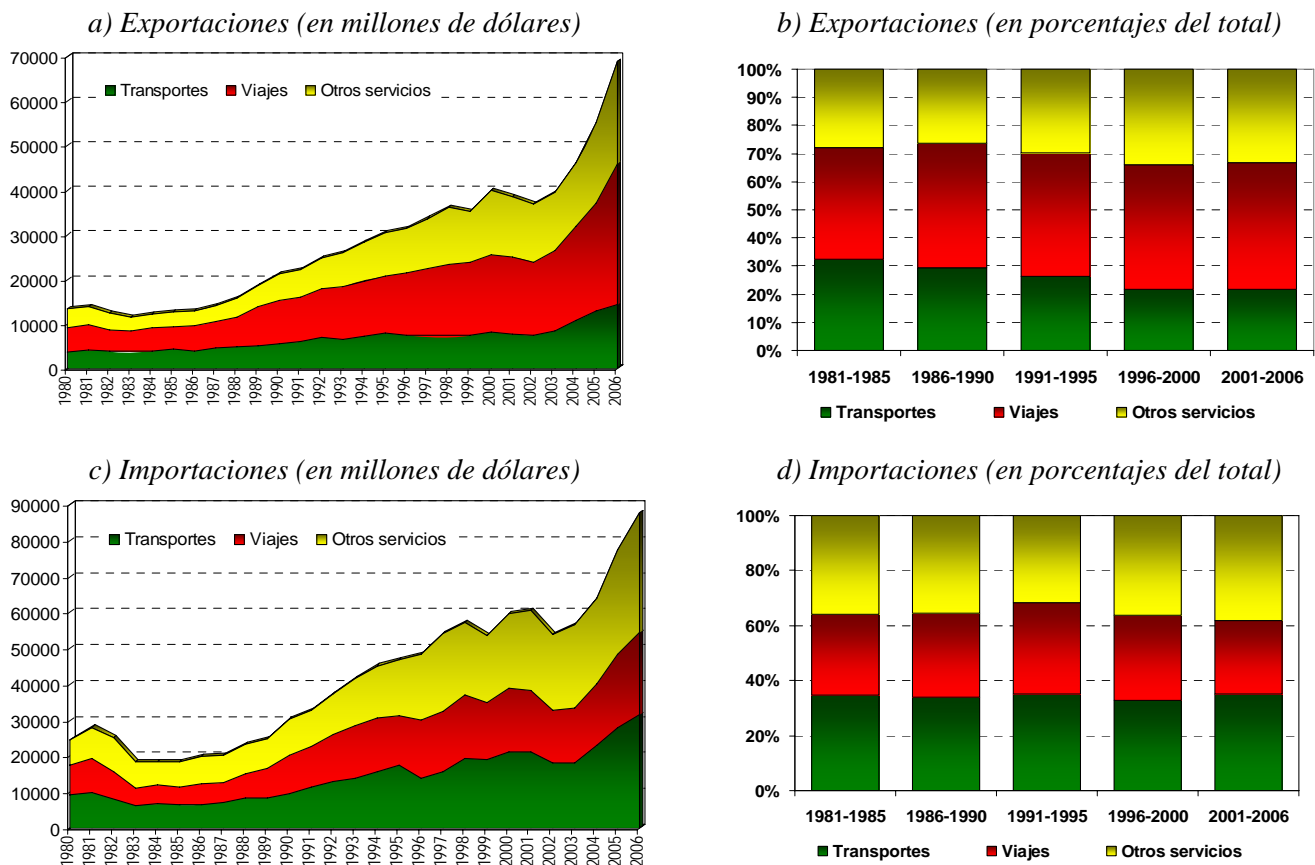 a) Exportaciones (en millones de dólares)
70000
60000
50000
40000
30000
20000
10000
0
Transportes Viajes Otros servicios
1980 1981 1982 1983 1984 1985 1986 1987 1988 1989 1990 1991 1992 1993 1994 1995 1996 1997 1998 1999 2000 2001 2002 2003 2004 2005 2006
b) Exportaciones (en porcentajes del total)
100%
90%
80%
70%
60%
50%
40%
30%
20%
10%
0%
1981-1985 1986-1990 1991-1995 1996-2000 2001-2006
Transportes Viajes Otros servicios
c) Importaciones (en millones de dólares)
90000
80000
70000
60000
50000
40000
30000
20000
10000
0
Transportes Viajes Otros servicios
1980 1981 1982 1983 1984 1985 1986 1987 1988 1989 1990 1991 1992 1993 1994 1995 1996 1997 1998 1999 2000 2001 2002 2003 2004 2005 2006
d) Importaciones (en porcentajes del total)
100%
80%
60%
40%
20%
0%
1981-1985 1986-1990 1991-1995 1996-2000 2001-2006
Transportes Viajes Otros servicios